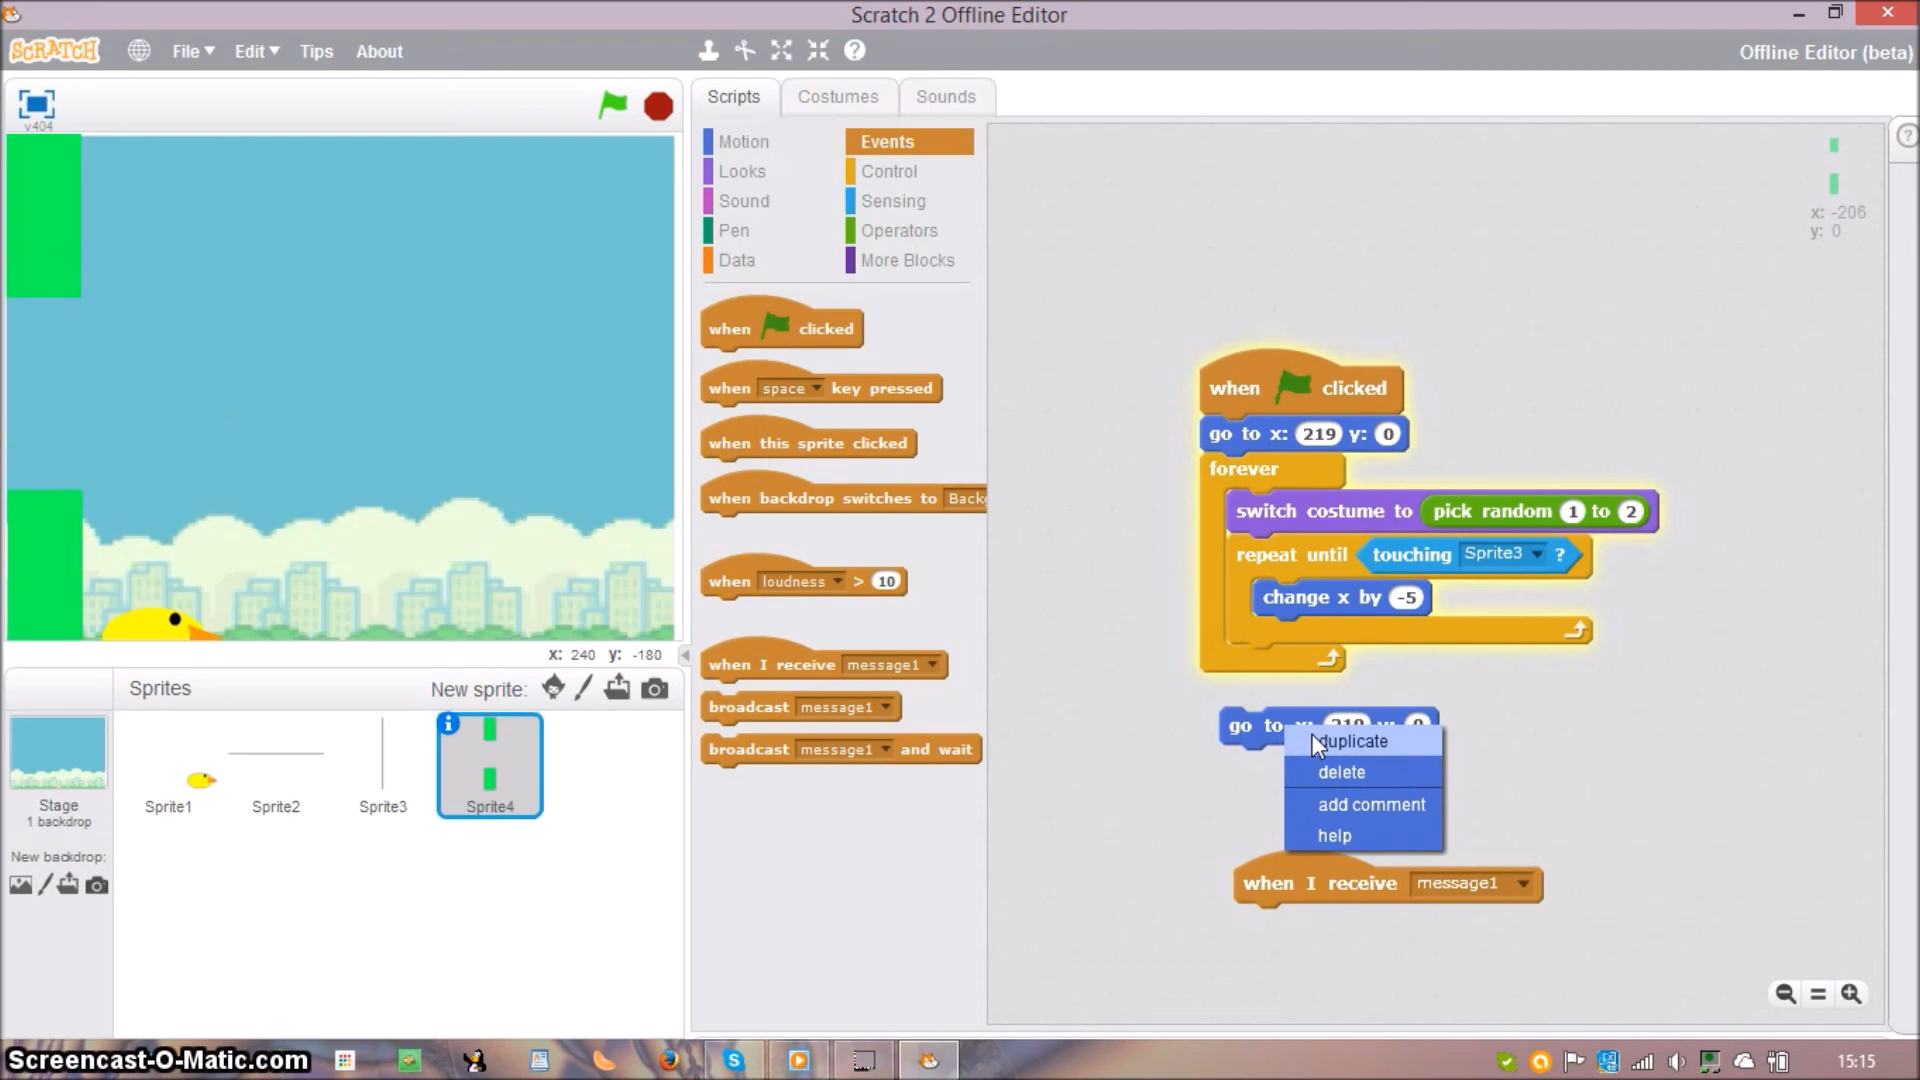 Scratch 2 Offline Editor
SCRATCH File Edit Tips About Offline Editor (beta)
v404
Scripts Costumes Sounds
Motion Events
Looks Control
Sound Sensing
Pen Operators
Data More Blocks
when clicked
when space key pressed
when this sprite clicked
when backdrop switches to Back
when loudness > 10
when I receive message1
broadcast message1
broadcast message1 and wait
x: -206
y: 0
when clicked
go to x: 219 y: 0
forever
switch costume to pick random 1 to 2
repeat until touching Sprite3 ?
change x by -5
go to x: 219 y: 0
duplicate
delete
add comment
help
when I receive message1
x: 240 y: -180
Sprites New sprite:
Stage
1 backdrop
New backdrop:
Sprite1 Sprite2 Sprite3 Sprite4
Screencast-O-Matic.com 15:15